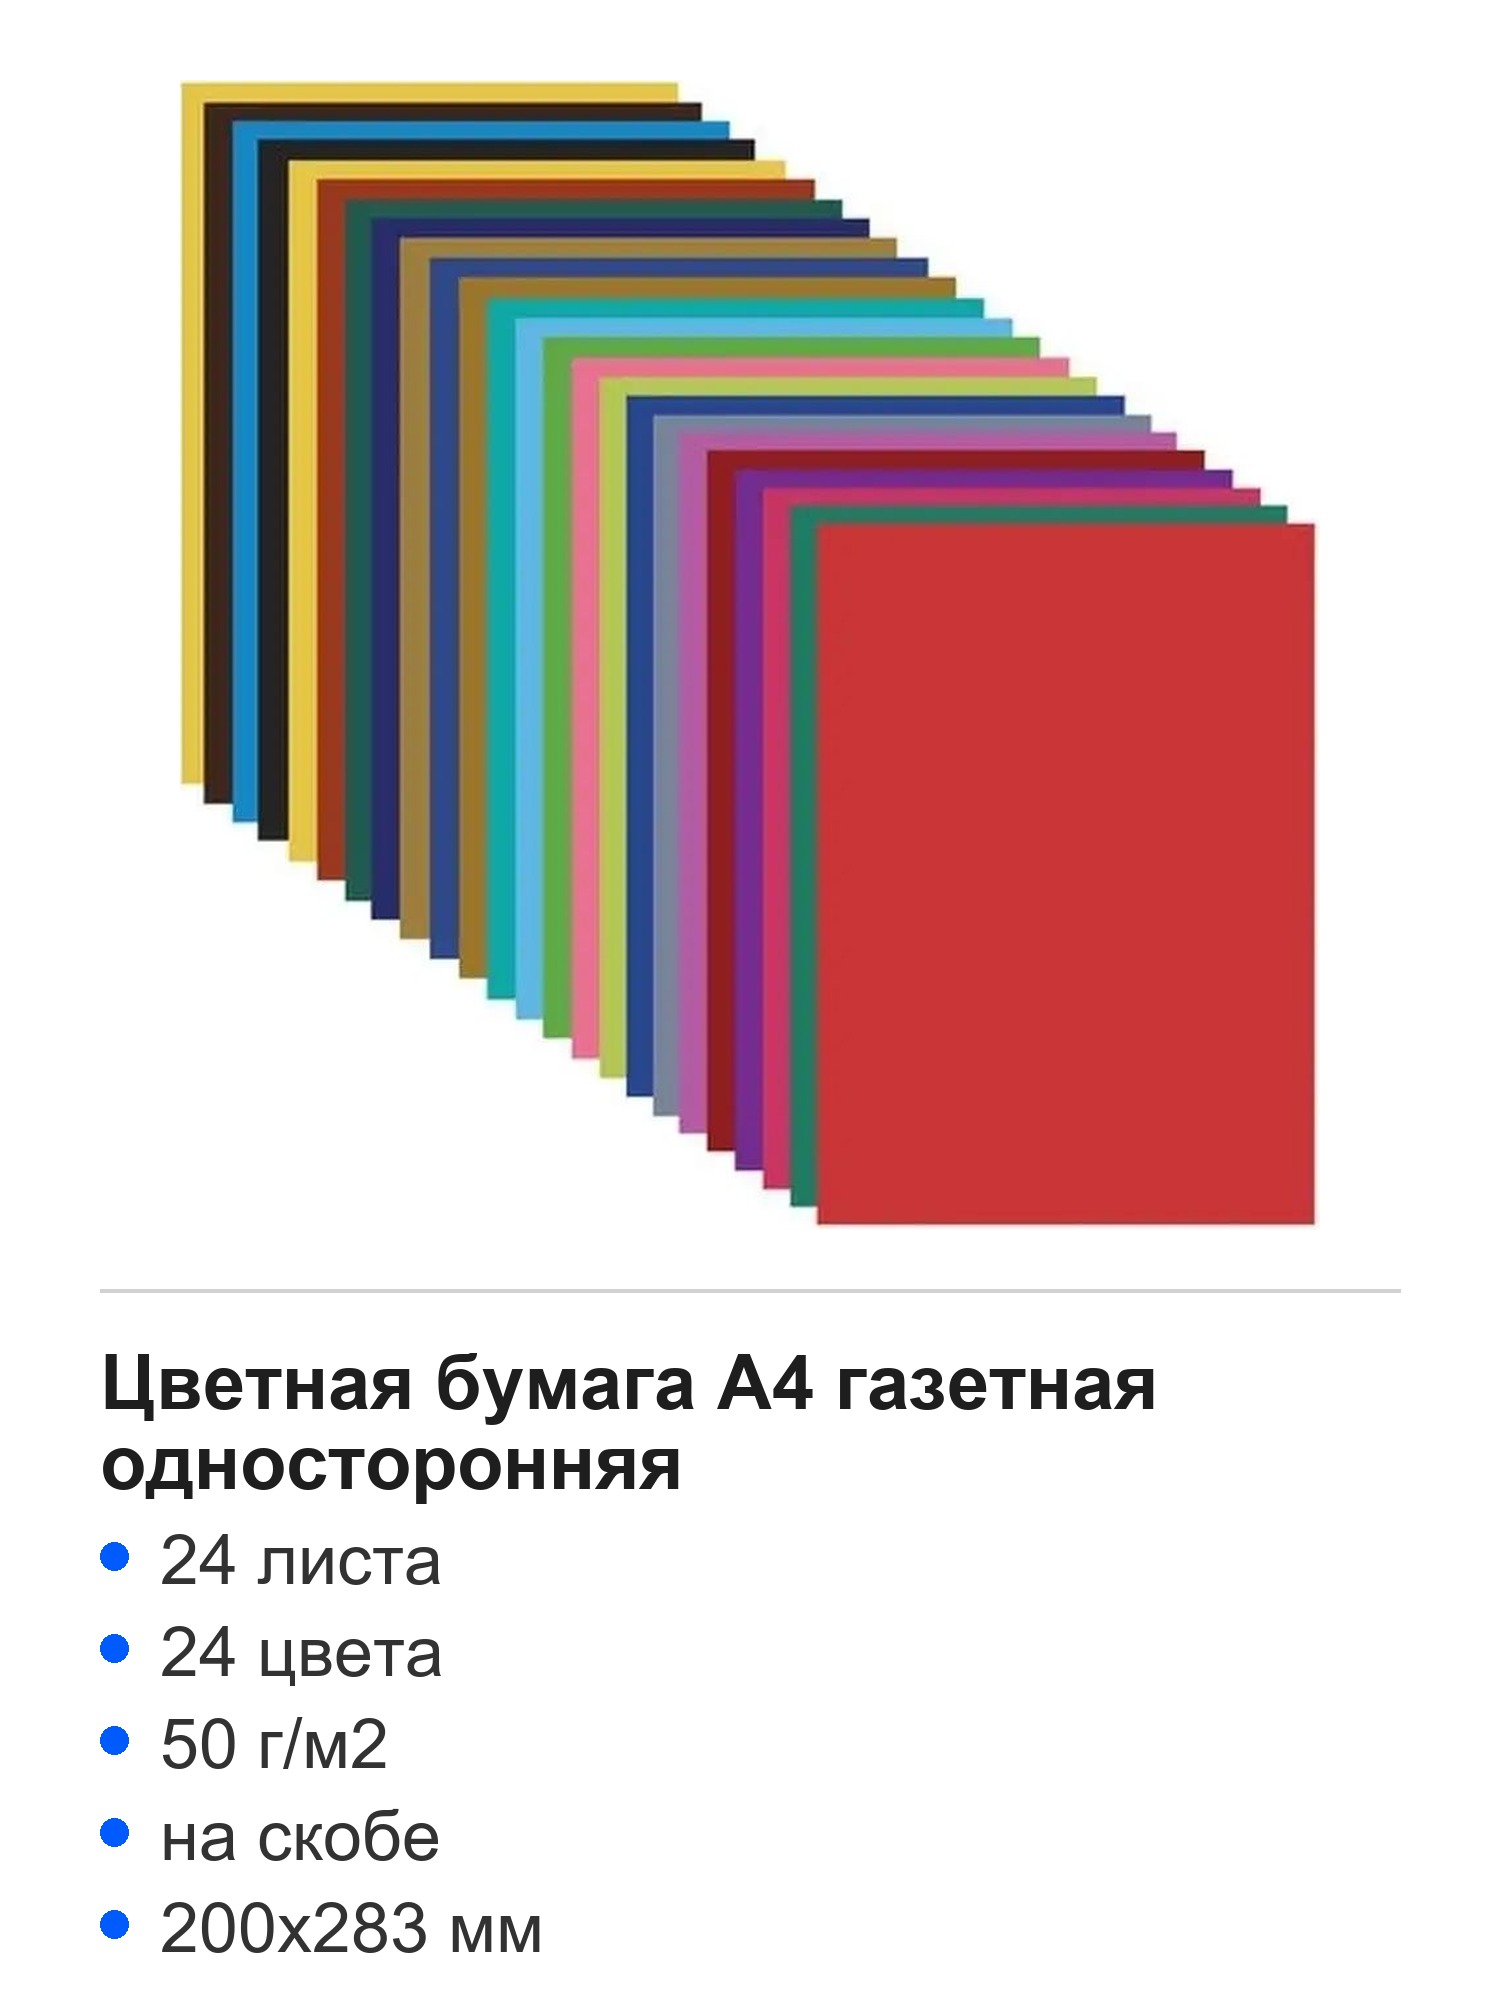 Цветная бумага А4 газетная
односторонняя
24 листа
24 цвета
50 г/м2
на скобе
200х283 мм